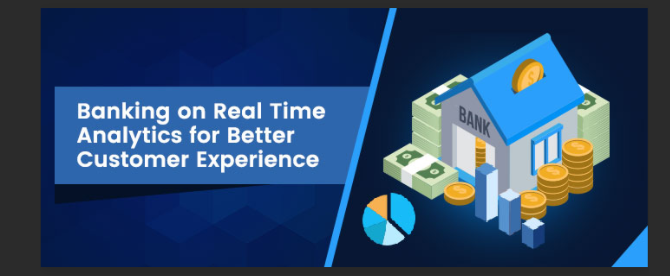 Banking on Real Time
Analytics for Better
Customer Experience
BANK